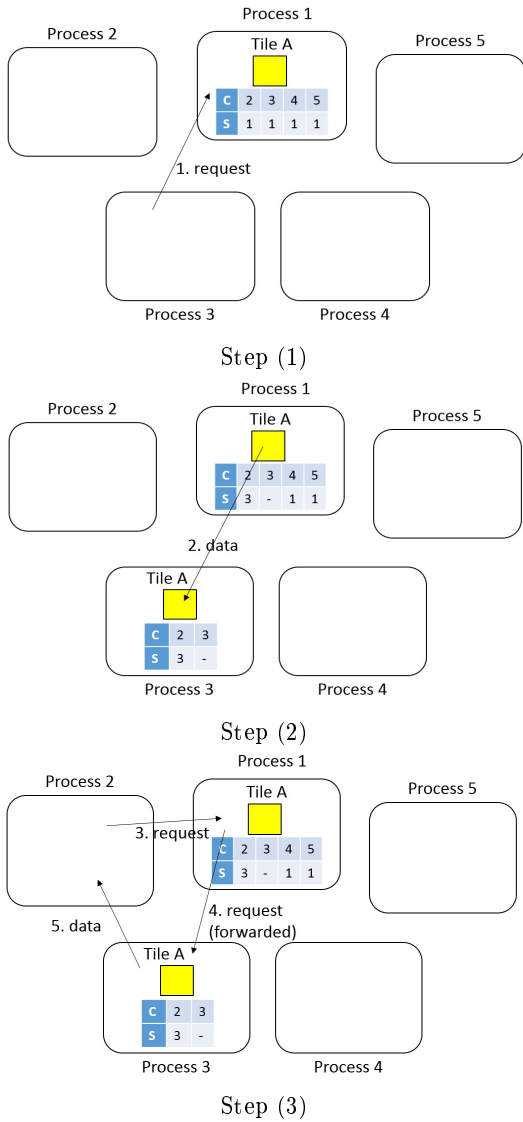 Process 1
Process 2
Process 5
Tile A
C 2 3 4 5
S 1 1 1 1
1. request
Process 3
Process 4
Step (1)
Process 1
Process 2
Process 5
Tile A
C 2 3 4 5
S 3 - 1 1
2. data
Tile A
C 2 3
S 3 -
Process 3
Process 4
Step (2)
Process 1
Process 2
Process 5
Tile A
3. request
C 2 3 4 5
S 3 - 1 1
4. request
(forwarded)
5. data
Tile A
C 2 3
S 3 -
Process 3
Process 4
Step (3)